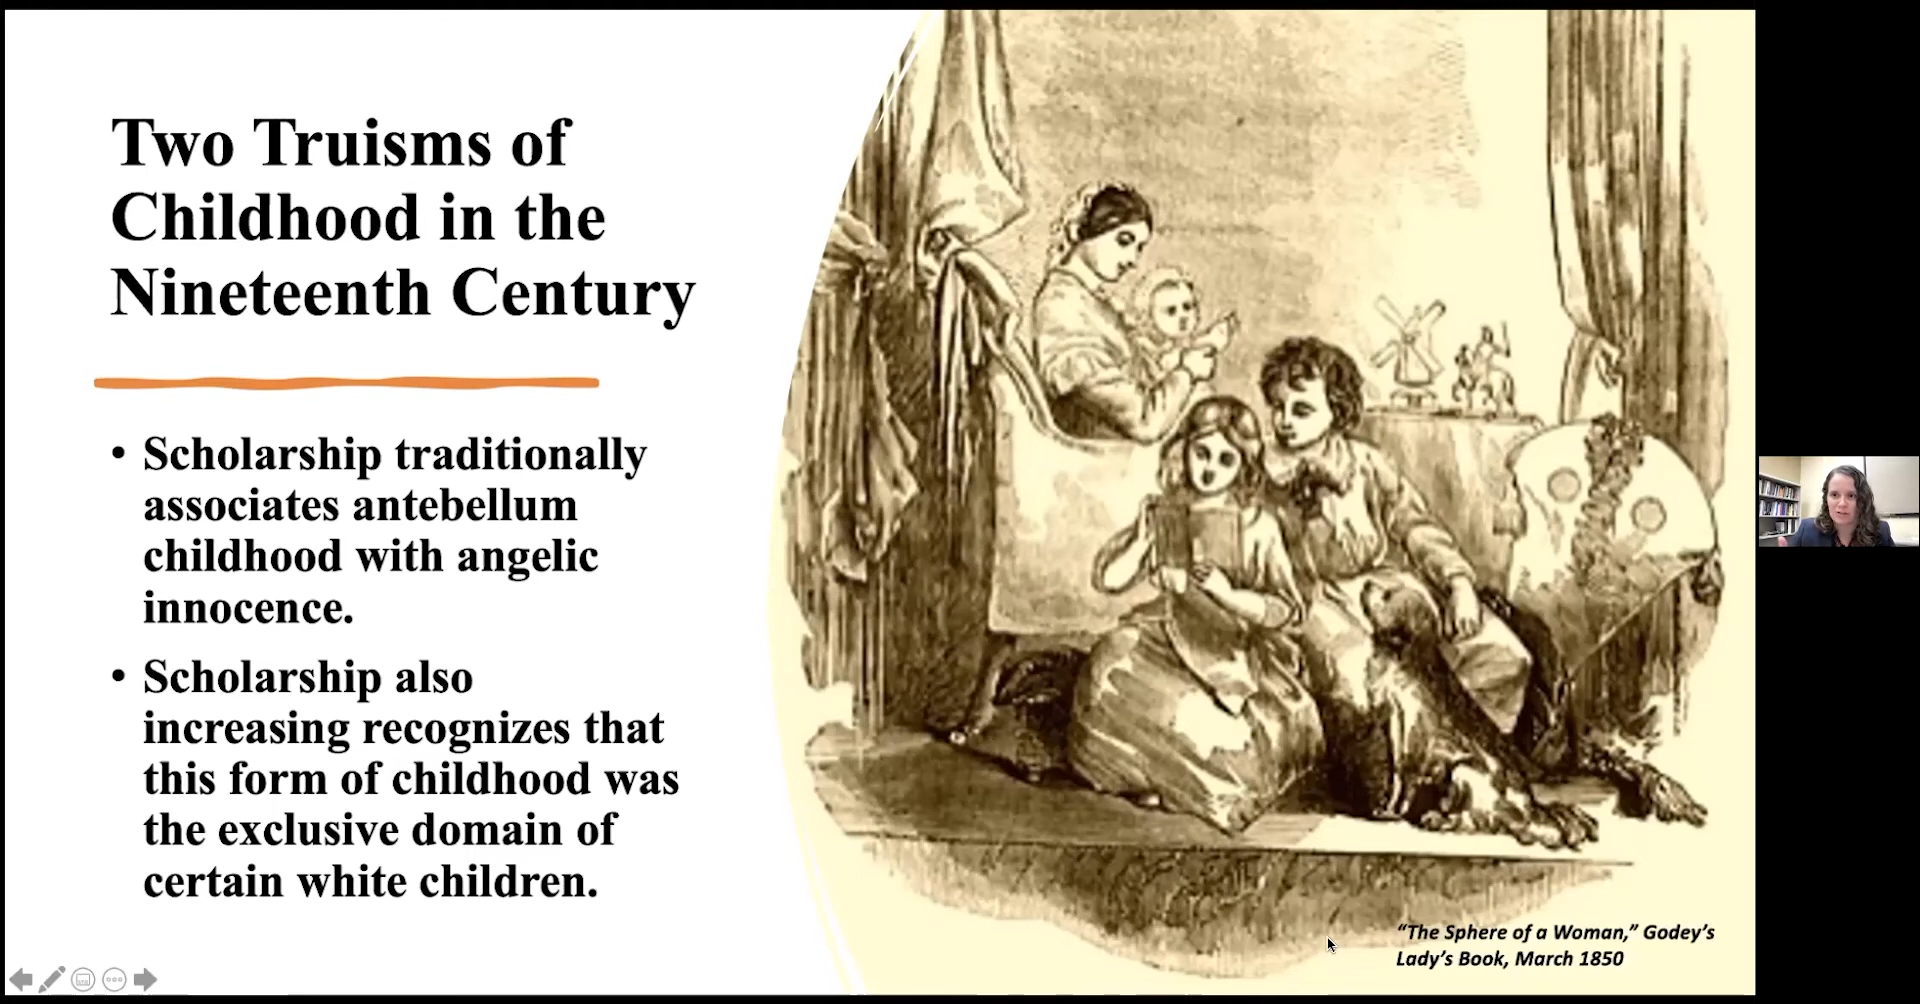 Two Truisms of
Childhood in the
Nineteenth Century
• Scholarship traditionally
associates antebellum
childhood with angelic
innocence.
• Scholarship also
increasing recognizes that
this form of childhood was
the exclusive domain of
certain white children.
“The Sphere of a Woman,” Godey’s
Lady’s Book, March 1850